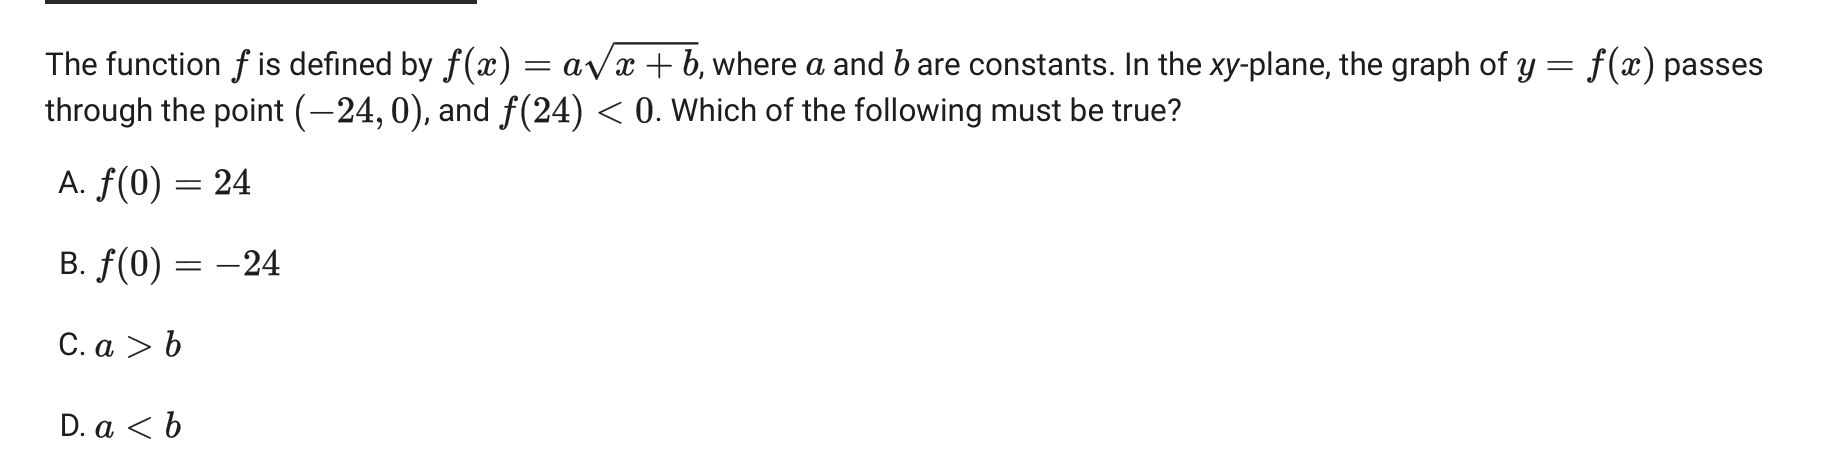 The function f is defined by f(x) = a√(x + b), where a and b are constants. In the xy-plane, the graph of y = f(x) passes
through the point (−24, 0), and f(24) < 0. Which of the following must be true?
A. f(0) = 24
B. f(0) = −24
C. a > b
D. a < b